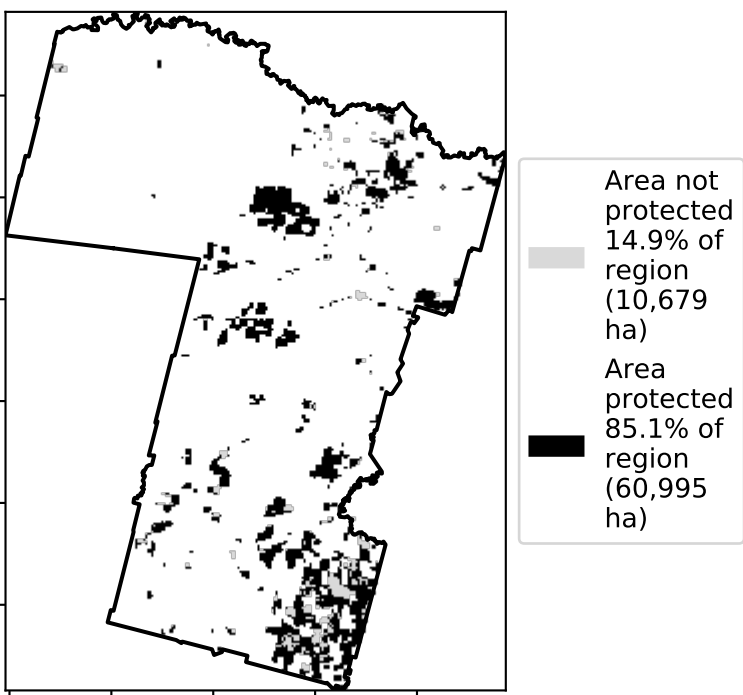 Area not
protected
14.9% of
region
(10,679
ha)
Area
protected
85.1% of
region
(60,995
ha)